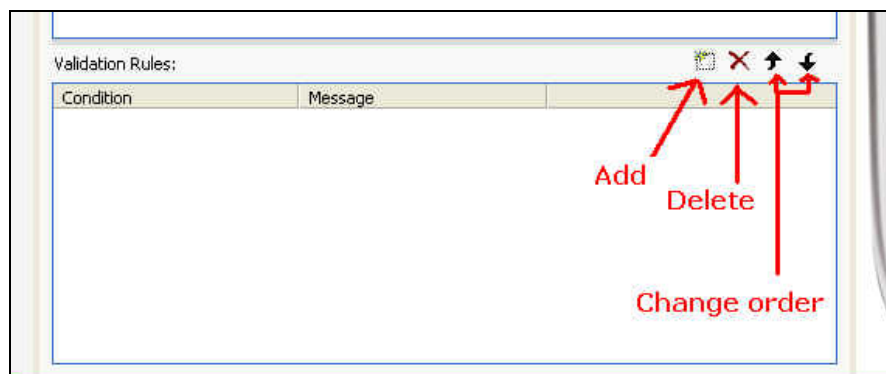 Validation Rules:
Condition Message
Add
Delete
Change order